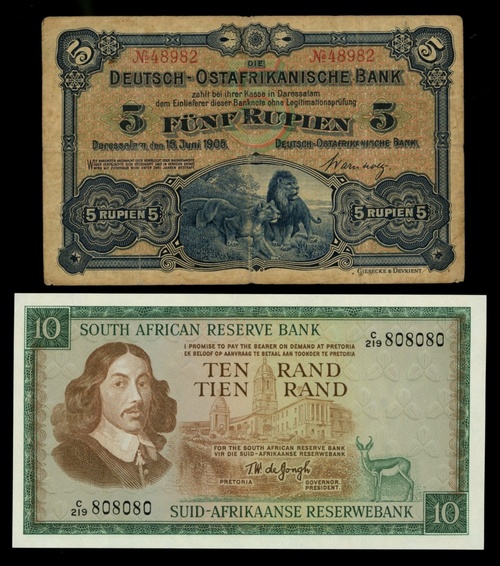 №48982 №48982
5 DIE 5
DEUTSCH-OSTAFRIKANISCHE BANK
zahlt bei ihrer Kasse in Daressalam
dem Einlieferer dieser Banknote ohne Legitimationsprüfung
5 FÜNF RUPIEN 5
Daressalam, den 15. Juni 1905. DEUTSCH-OSTAFRIKANISCHE BANK.
5 RUPIEN 5 5 RUPIEN 5
GIESECKE & DEVRIENT
10 SOUTH AFRICAN RESERVE BANK
I PROMISE TO PAY THE BEARER ON DEMAND AT PRETORIA
EK BELOOF OP AANVRAAG TE BETAAL AAN TOONDER TE PRETORIA
C/219 808080
TEN RAND
TIEN RAND
FOR THE SOUTH AFRICAN RESERVE BANK
VIR DIE SUID-AFRIKAANSE RESERWEBANK
T.W. de Jongh
PRETORIA GOVERNOR.
PRESIDENT.
C/219 808080
SUID-AFRIKAANSE RESERWEBANK 10